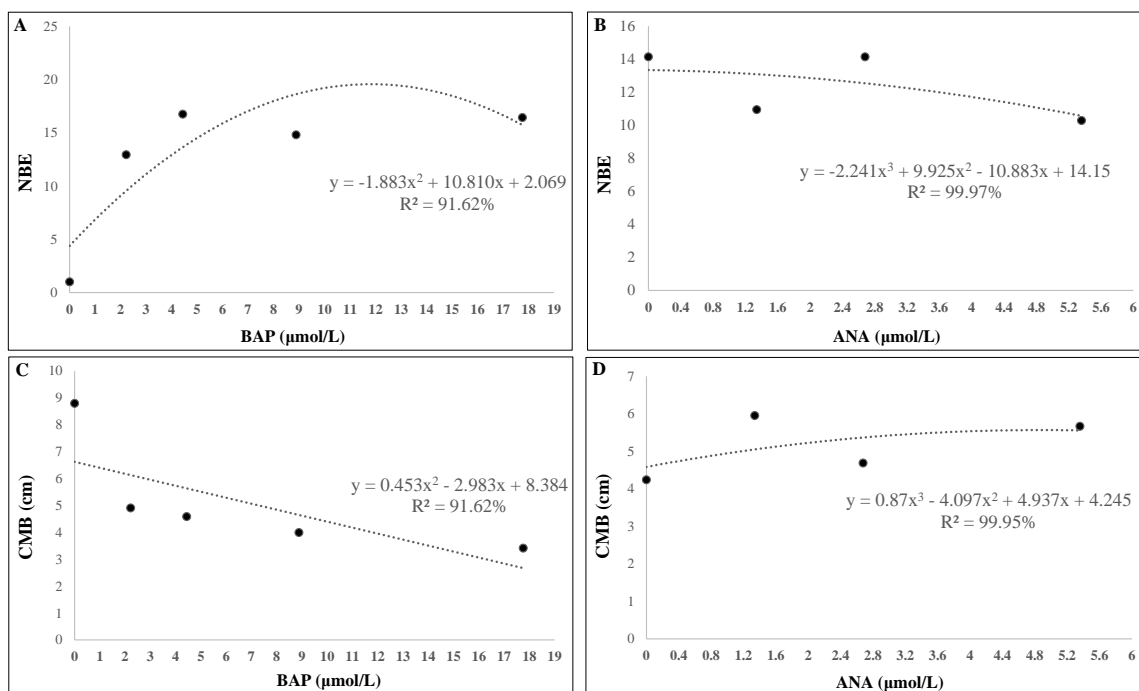 A
25
20
15
10
5
0
NBE
y = -1.883x² + 10.810x + 2.069
R² = 91.62%
0 1 2 3 4 5 6 7 8 9 10 11 12 13 14 15 16 17 18 19
BAP (µmol/L)
B
16
14
12
10
8
6
4
2
0
NBE
y = -2.241x³ + 9.925x² - 10.883x + 14.15
R² = 99.97%
0 0.4 0.8 1.2 1.6 2 2.4 2.8 3.2 3.6 4 4.4 4.8 5.2 5.6 6
ANA (µmol/L)
C
10
9
8
7
6
5
4
3
2
1
0
CMB (cm)
y = 0.453x² - 2.983x + 8.384
R² = 91.62%
0 1 2 3 4 5 6 7 8 9 10 11 12 13 14 15 16 17 18 19
BAP (µmol/L)
D
7
6
5
4
3
2
1
0
CMB (cm)
y = 0.87x³ - 4.097x² + 4.937x + 4.245
R² = 99.95%
0 0.4 0.8 1.2 1.6 2 2.4 2.8 3.2 3.6 4 4.4 4.8 5.2 5.6 6
ANA (µmol/L)